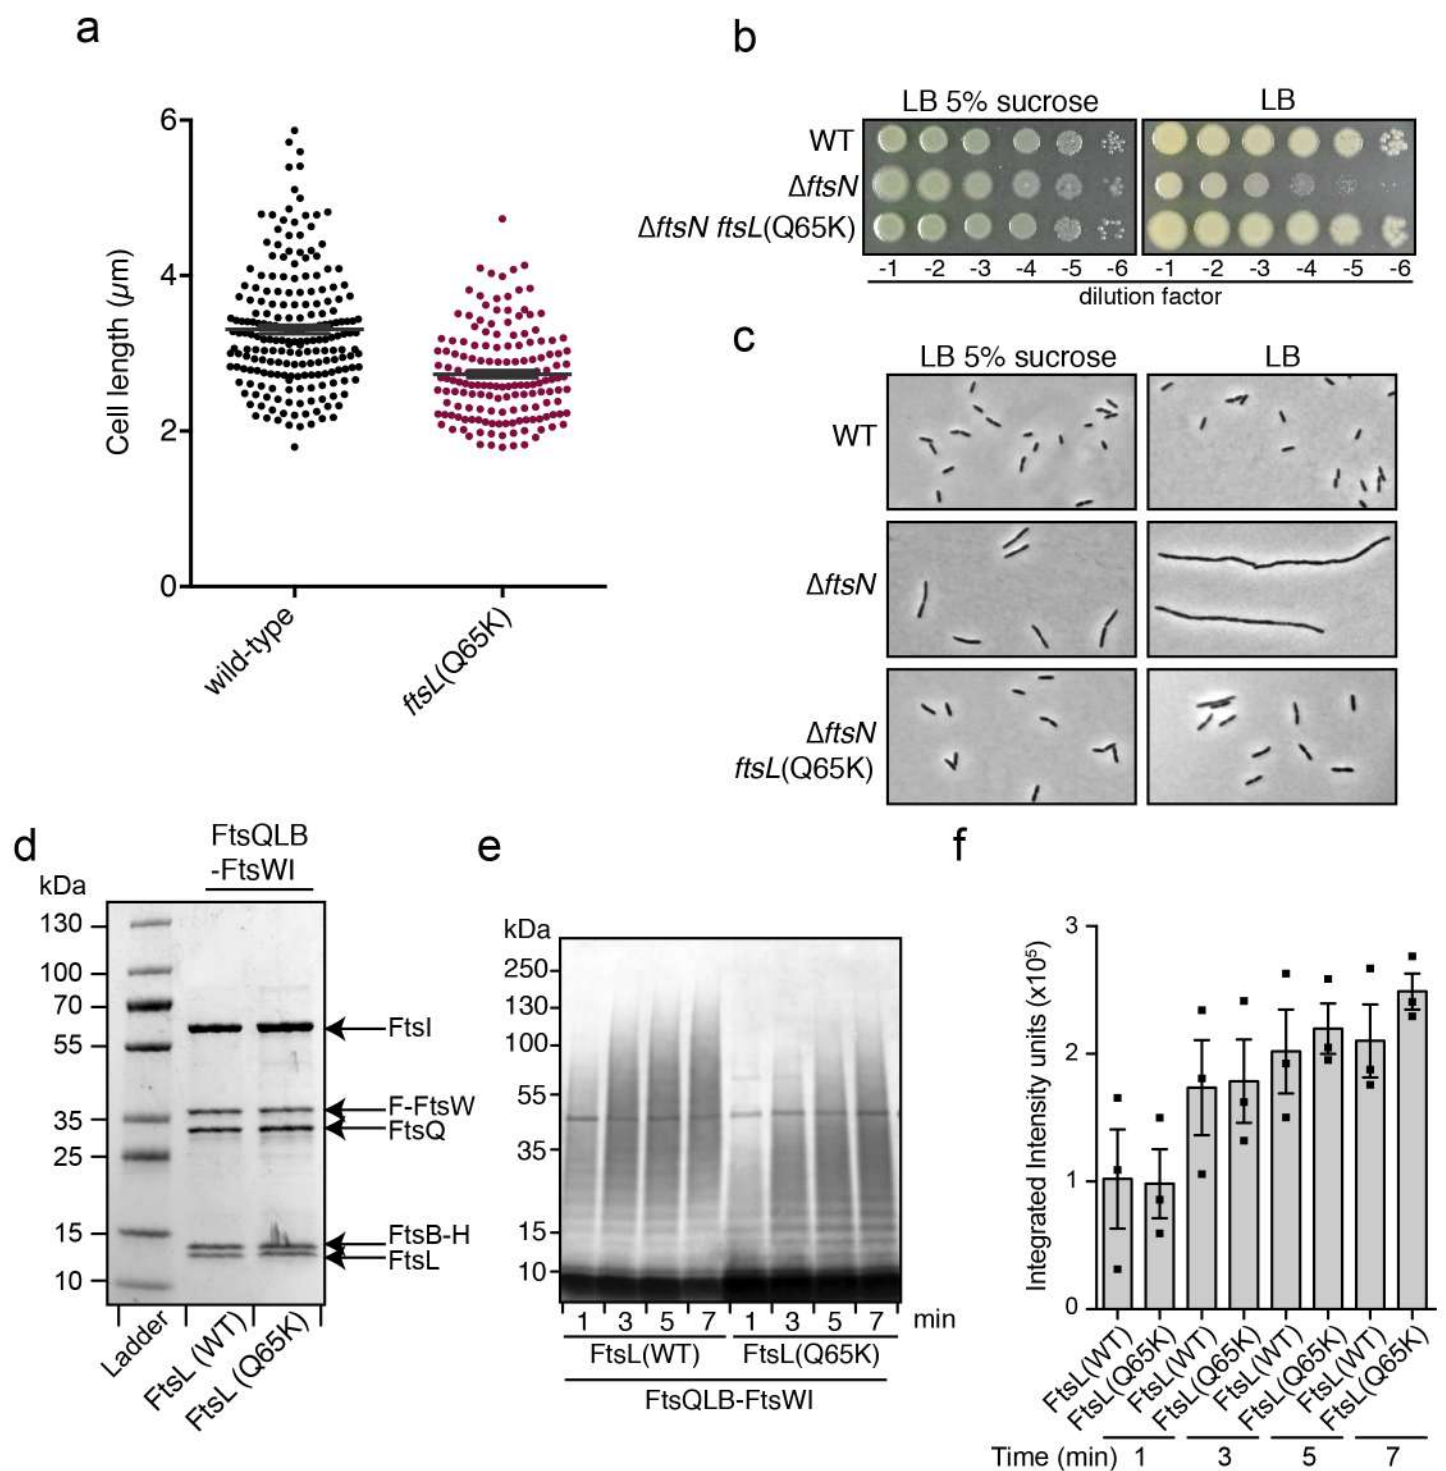 a
6
4
2
0
Cell length (µm)
wild-type
ftsL(Q65K)
b
LB 5% sucrose
LB
WT
ΔftsN
ΔftsN ftsL(Q65K)
-1 -2 -3 -4 -5 -6 -1 -2 -3 -4 -5 -6
dilution factor
c
LB 5% sucrose
LB
WT
ΔftsN
ΔftsN
ftsL(Q65K)
d
FtsQLB
-FtsWI
kDa
130
100
70
55
35
25
15
10
FtsI
F-FtsW
FtsQ
FtsB-H
FtsL
Ladder
FtsL (WT)
FtsL (Q65K)
e
kDa
250
130
100
55
35
15
10
1 3 5 7 1 3 5 7 min
FtsL(WT) FtsL(Q65K)
FtsQLB-FtsWI
f
3
2
1
0
Integrated Intensity units (x10⁵)
FtsL(WT)
FtsL(Q65K)
FtsL(WT)
FtsL(Q65K)
FtsL(WT)
FtsL(Q65K)
FtsL(WT)
FtsL(Q65K)
Time (min) 1 3 5 7